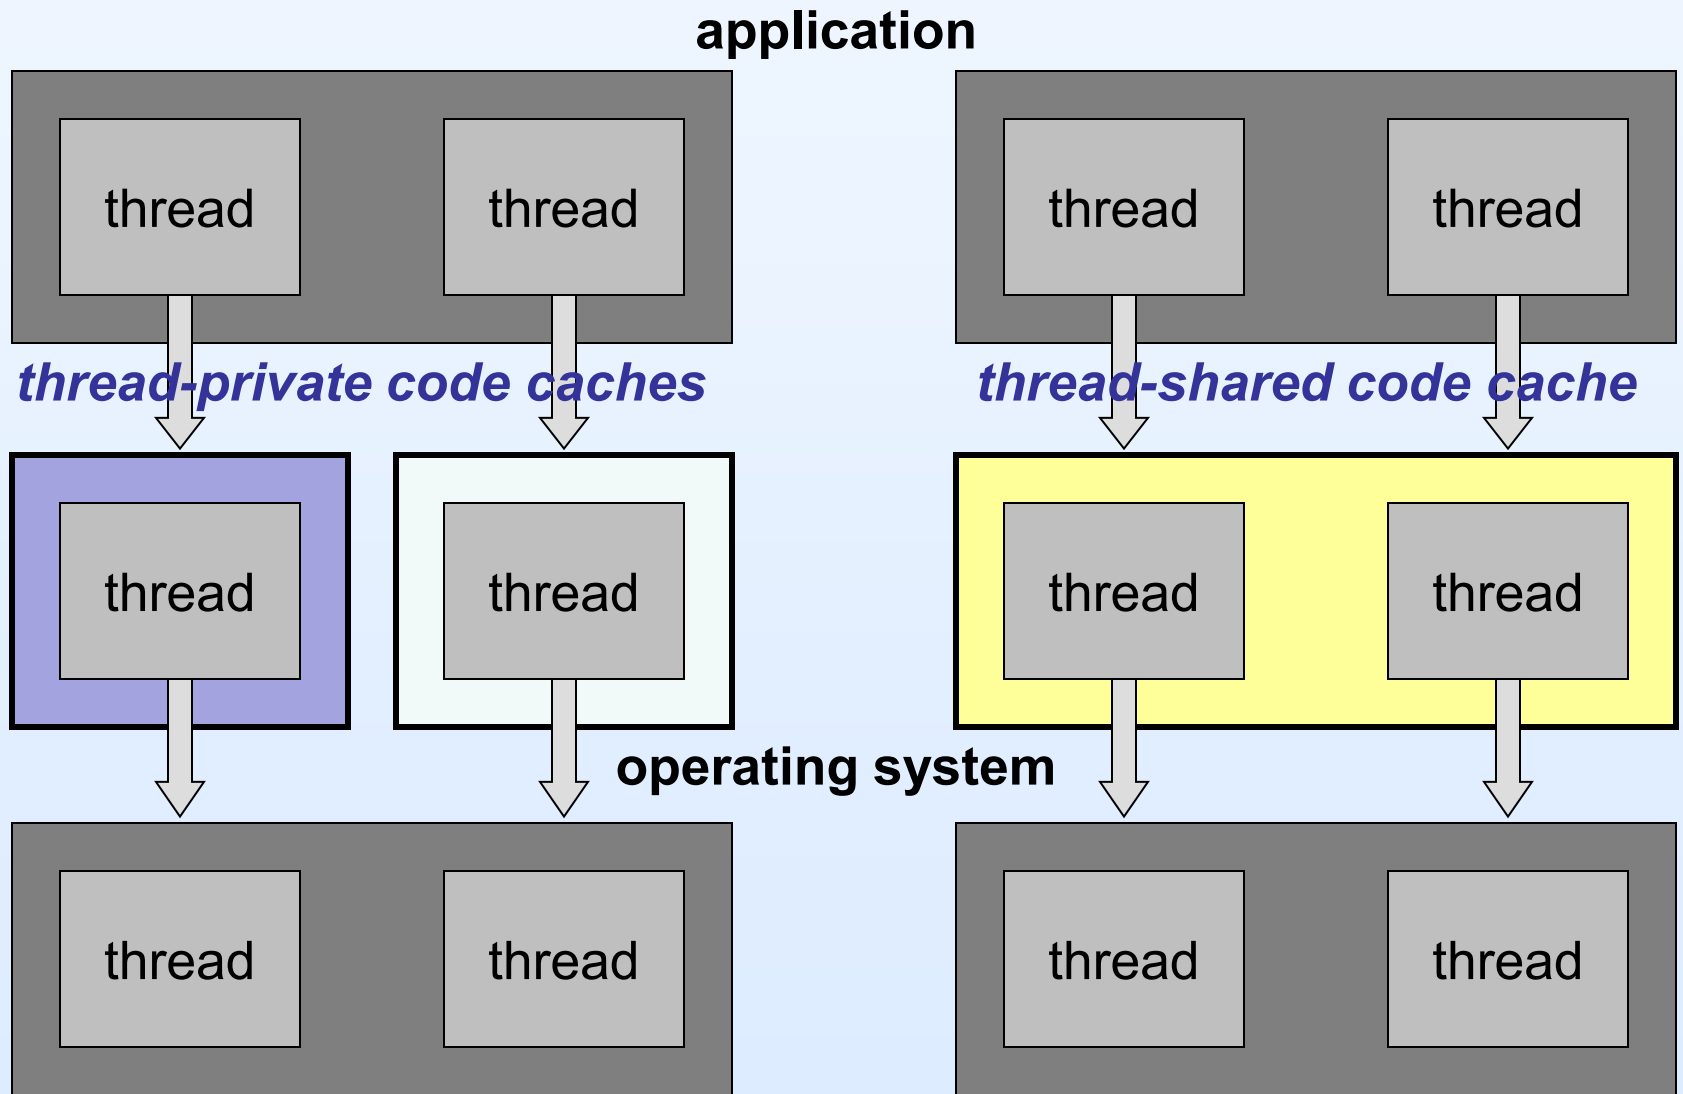 application
thread thread thread thread
thread-private code caches thread-shared code cache
thread thread thread thread
operating system
thread thread thread thread